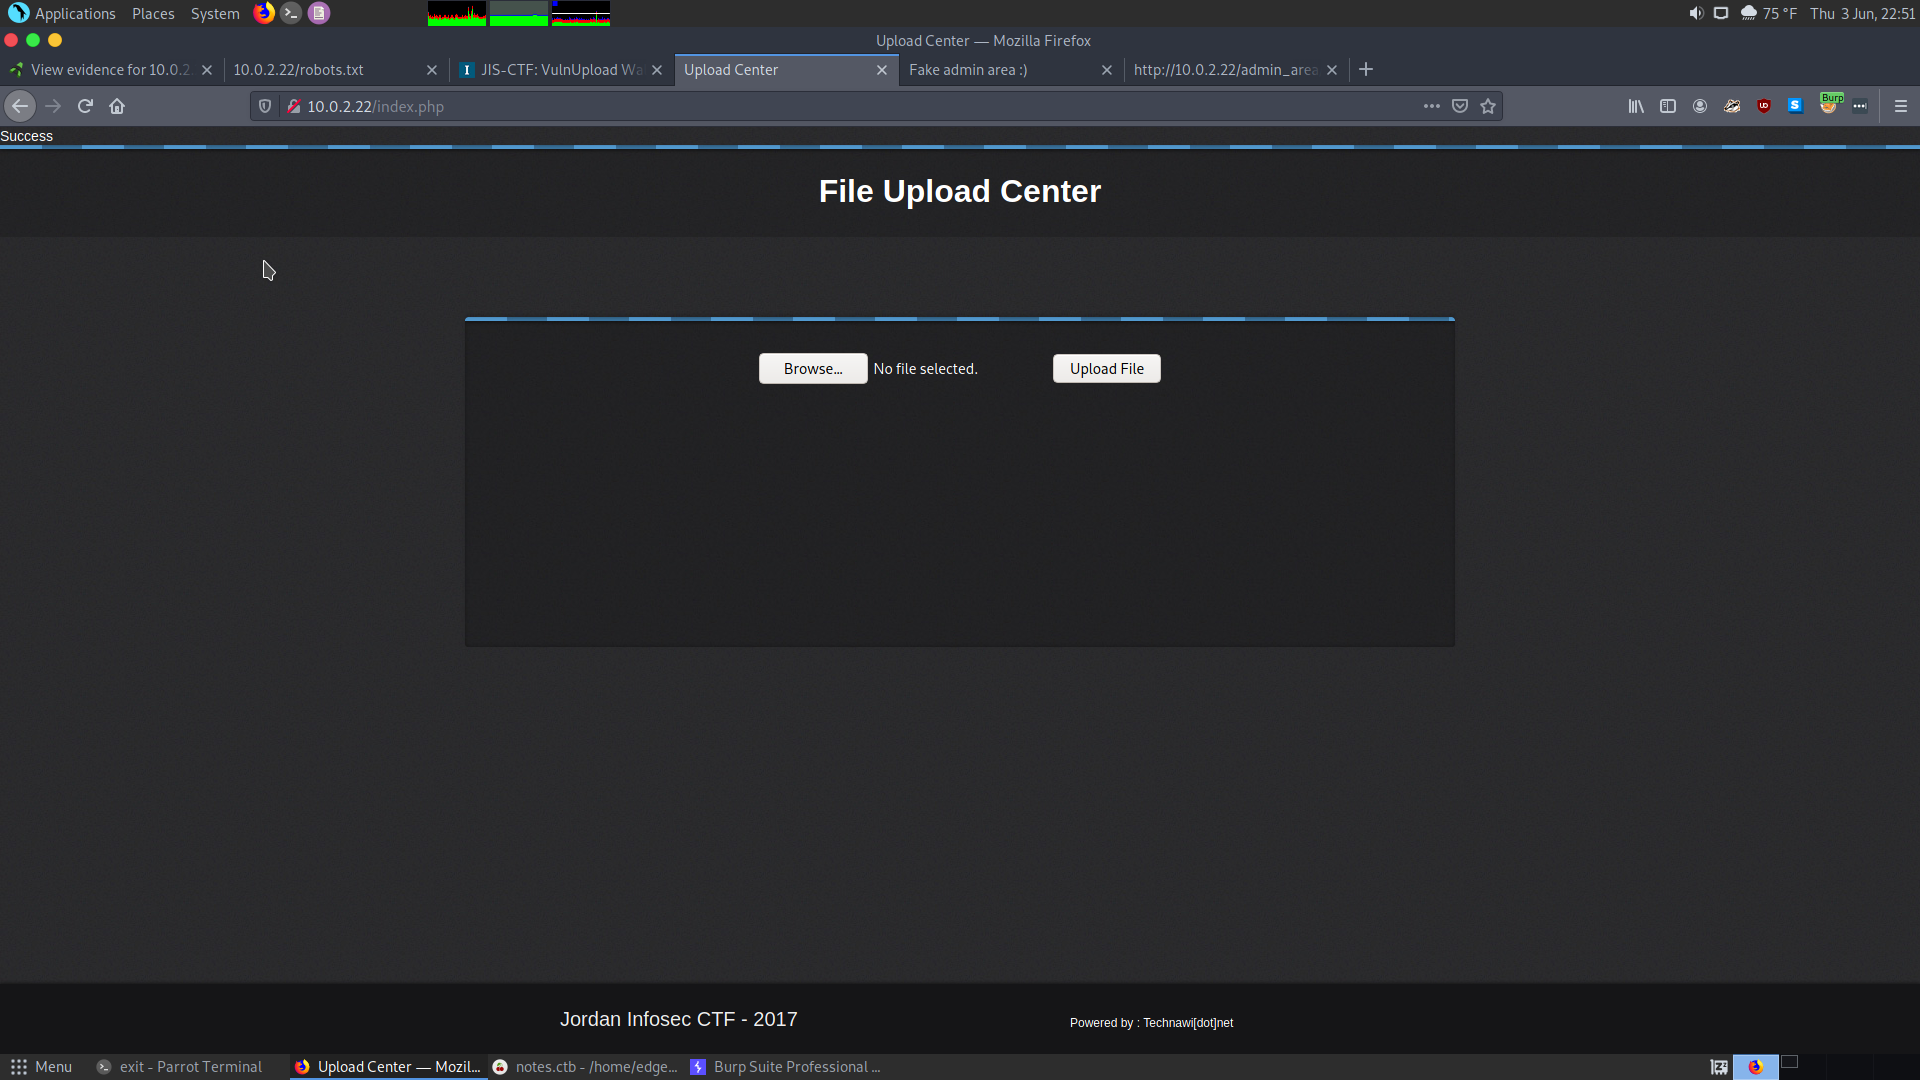 Applications Places System
75 °F Thu 3 Jun, 22:51
Upload Center — Mozilla Firefox
View evidence for 10.0.2.
10.0.2.22/robots.txt
I JIS-CTF: VulnUpload Wa
Upload Center
Fake admin area :)
http://10.0.2.22/admin_area
10.0.2.22/index.php
UD
S
Burp
Success
File Upload Center
Browse... No file selected. Upload File
Jordan Infosec CTF - 2017
Powered by : Technawi[dot]net
Menu
exit - Parrot Terminal
Upload Center — Mozil...
notes.ctb - /home/edge...
Burp Suite Professional ...